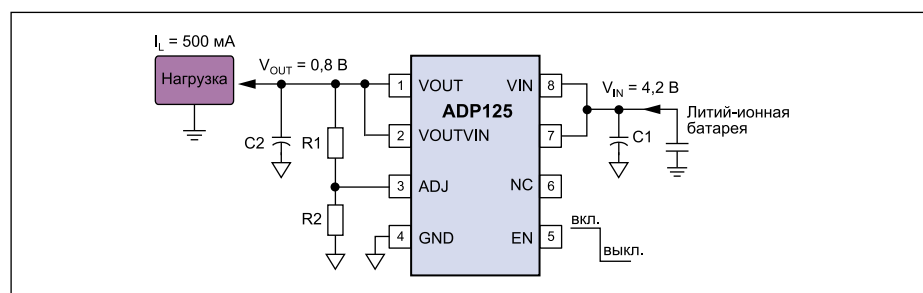 I_L = 500 мА
Нагрузка
V_OUT = 0,8 В
C2
R1
R2
1 VOUT
2 VOUTVIN
3 ADJ
4 GND
ADP125
VIN 8
7
NC 6
EN 5
V_IN = 4,2 В
C1
Литий-ионная
батарея
вкл.
выкл.